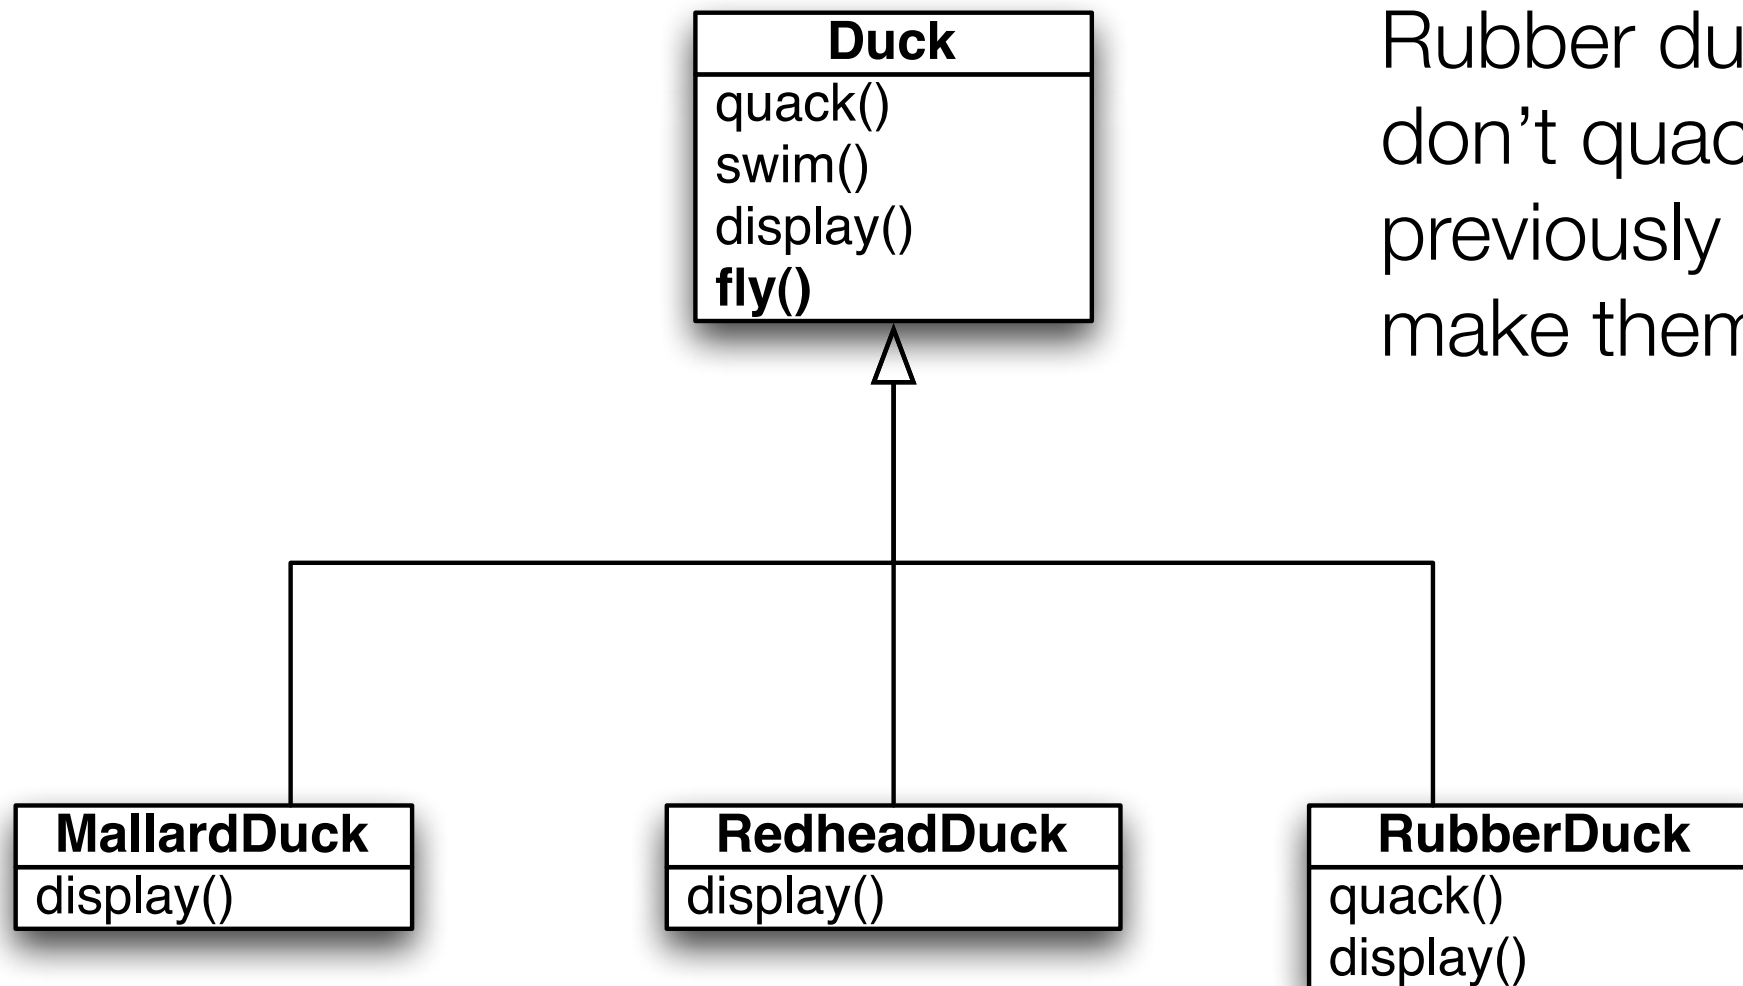 Duck
quack()
swim()
display()
fly()
Rubber du
don’t quac
previously
make them
MallardDuck
display()
RedheadDuck
display()
RubberDuck
quack()
display()